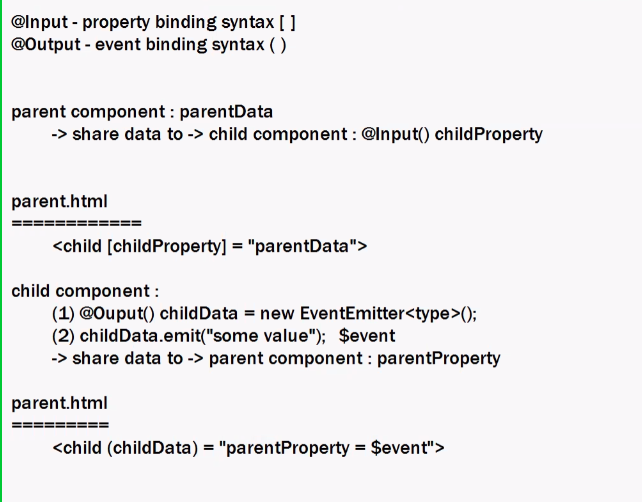 @Input - property binding syntax [ ]
@Output - event binding syntax ( )
parent component : parentData
-> share data to -> child component : @Input() childProperty
parent.html
============
<child [childProperty] = "parentData">
child component :
(1) @Ouput() childData = new EventEmitter<type>();
(2) childData.emit("some value");   $event
-> share data to -> parent component : parentProperty
parent.html
=========
<child (childData) = "parentProperty = $event">